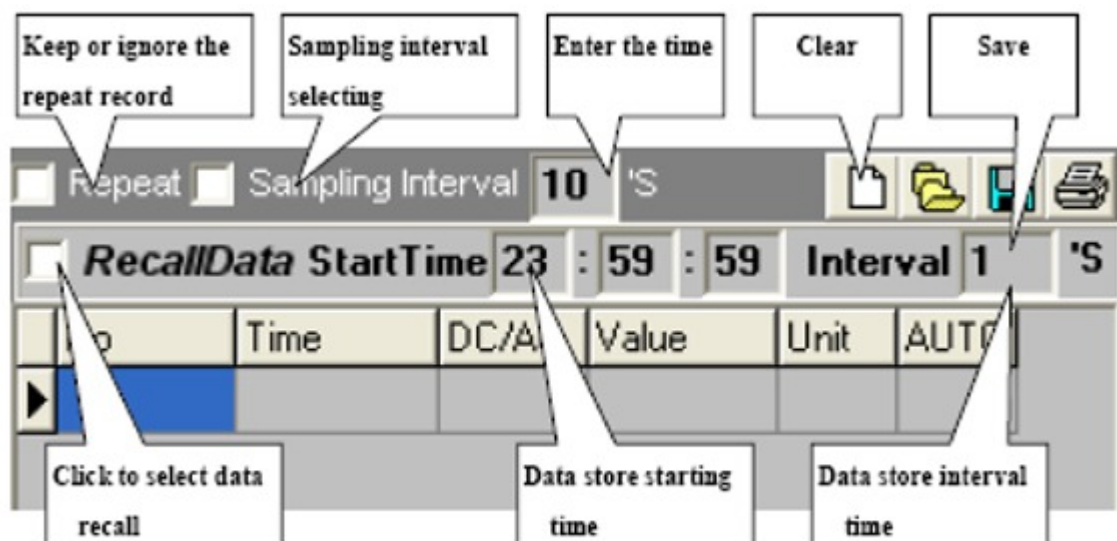 Keep or ignore the
repeat record
Sampling interval
selecting
Enter the time
Clear
Save
Repeat Sampling Interval 10 'S
RecallData StartTime 23 : 59 : 59 Interval 1 'S
Time DC/A Value Unit AUTO
Click to select data
recall
Data store starting
time
Data store interval
time